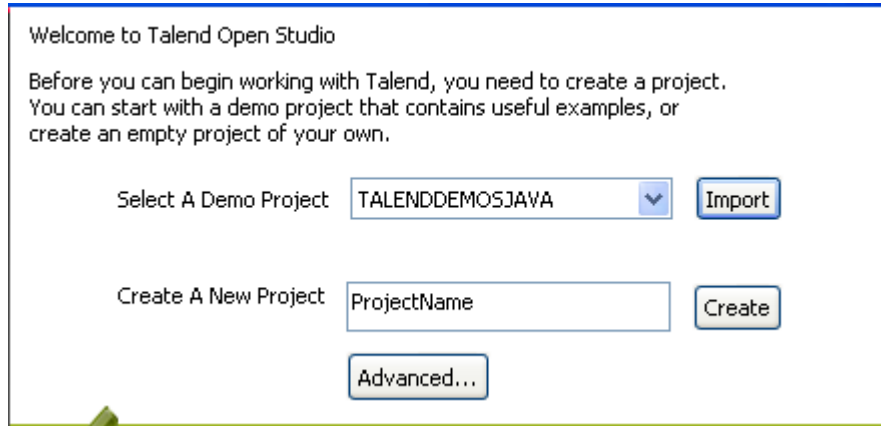 Welcome to Talend Open Studio
Before you can begin working with Talend, you need to create a project.
You can start with a demo project that contains useful examples, or
create an empty project of your own.
Select A Demo Project TALENDDEMOSJAVA Import
Create A New Project ProjectName Create
Advanced...